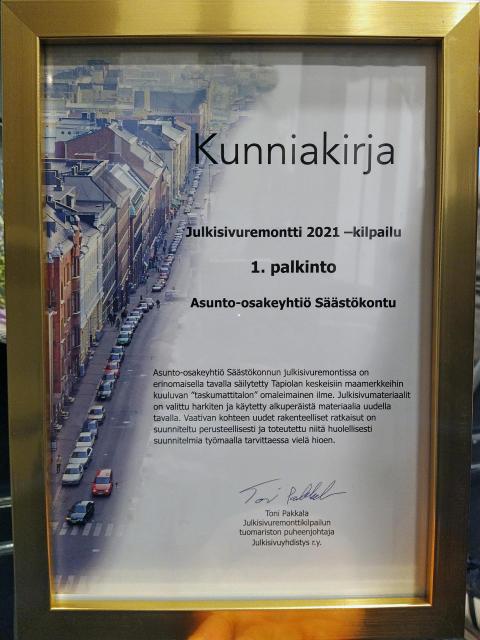 Kunniakirja
Julkisivuremontti 2021 –kilpailu
1. palkinto
Asunto-osakeyhtiö Säästökontu
Asunto-osakeyhtiö Säästökonnun julkisivuremontissa on
erinomaisella tavalla säilytetty Tapiolan keskeisiin maamerkkeihin
kuuluvan "taskumattitalon" omaleimainen ilme. Julkisivumateriaalit
on valittu harkiten ja käytetty alkuperäistä materiaalia uudella
tavalla. Vaativan kohteen uudet rakenteelliset ratkaisut on
suunniteltu perusteellisesti ja toteutettu niitä huolellisesti
suunnitelmia työmaalla tarvittaessa vielä hioen.
Toni Pakkala
Toni Pakkala
Julkisivuremonttikilpailun
tuomariston puheenjohtaja
Julkisivuyhdistys r.y.